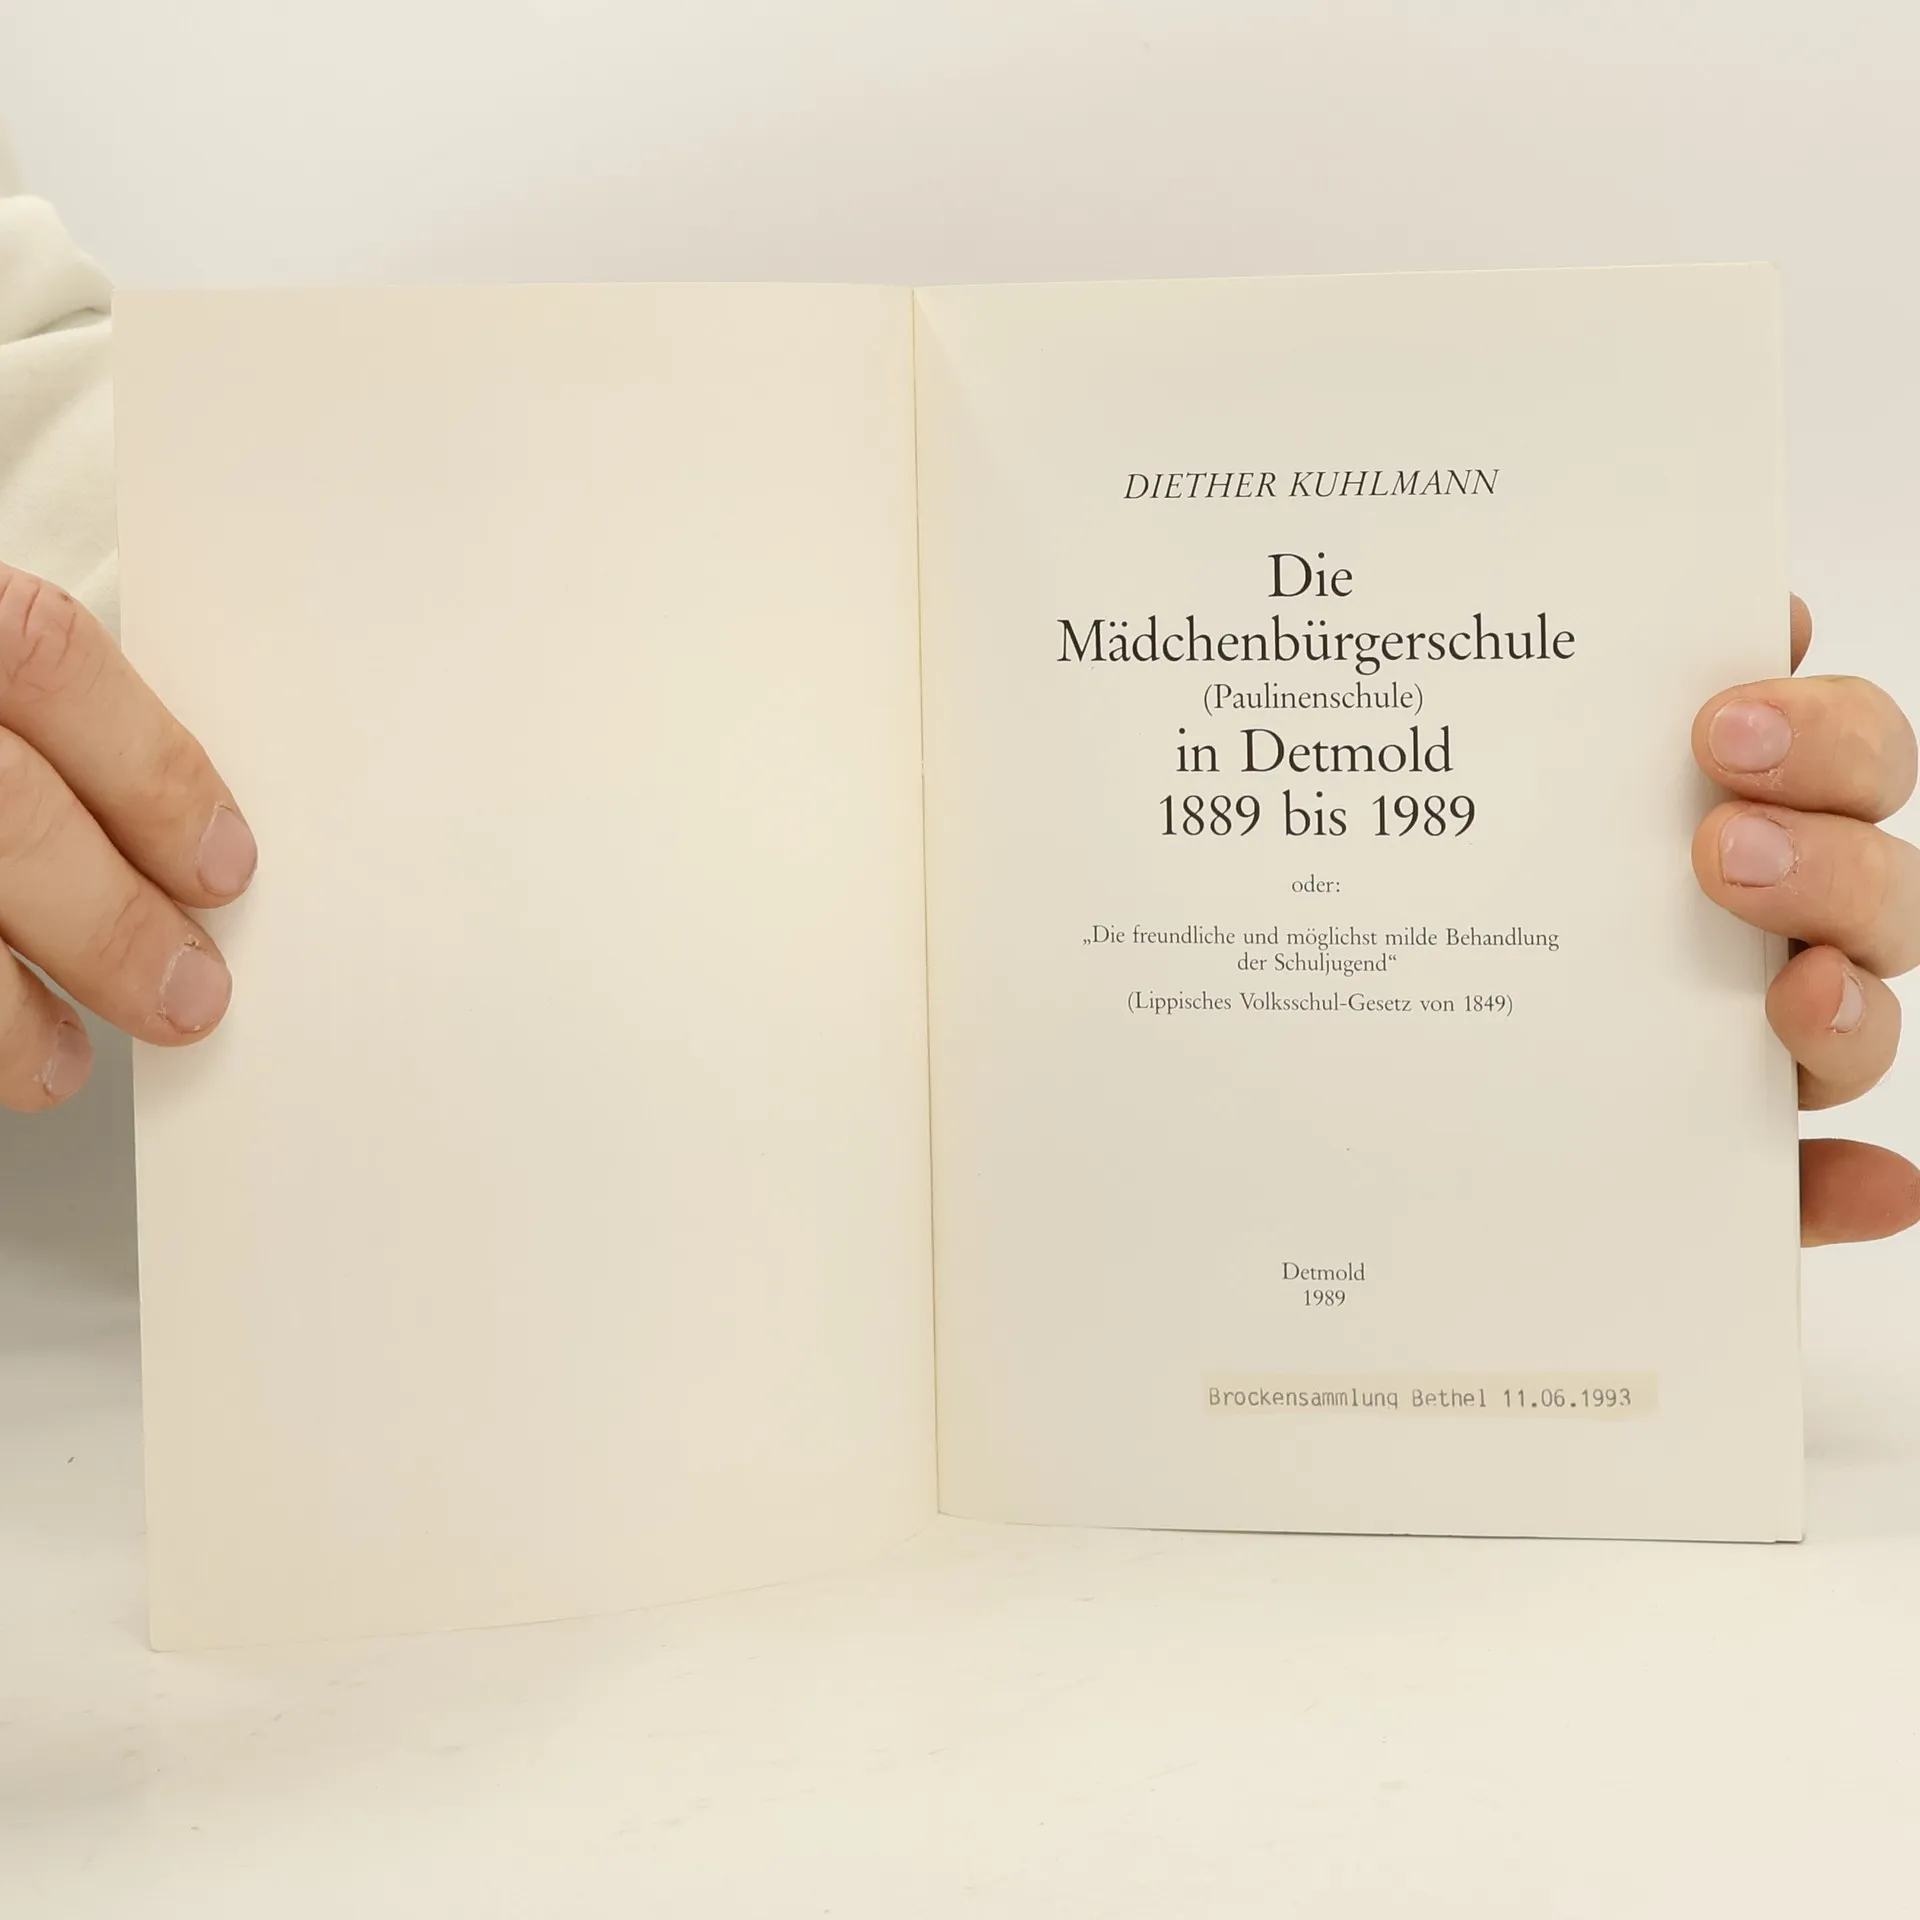 DIETHER KUHLMANN
Die
Mädchenbürgerschule
(Paulinenschule)
in Detmold
1889 bis 1989
oder:
„Die freundliche und möglichst milde Behandlung
der Schuljugend“
(Lippisches Volksschul-Gesetz von 1849)
Detmold
1989
Brockensammlung Bethel 11.06.1993